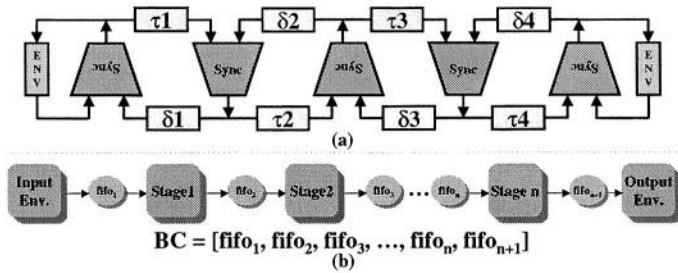 τ1 δ2 τ3 δ4
ENV Sync Sync Sync Sync Sync ENV
δ1 τ2 δ3 τ4
(a)
Input Env. fifo₁ Stage1 fifo₂ Stage2 fifo₃ ... fifoₙ Stage n fifoₙ₊₁ Output Env.
BC = [fifo₁, fifo₂, fifo₃, ..., fifoₙ, fifoₙ₊₁]
(b)